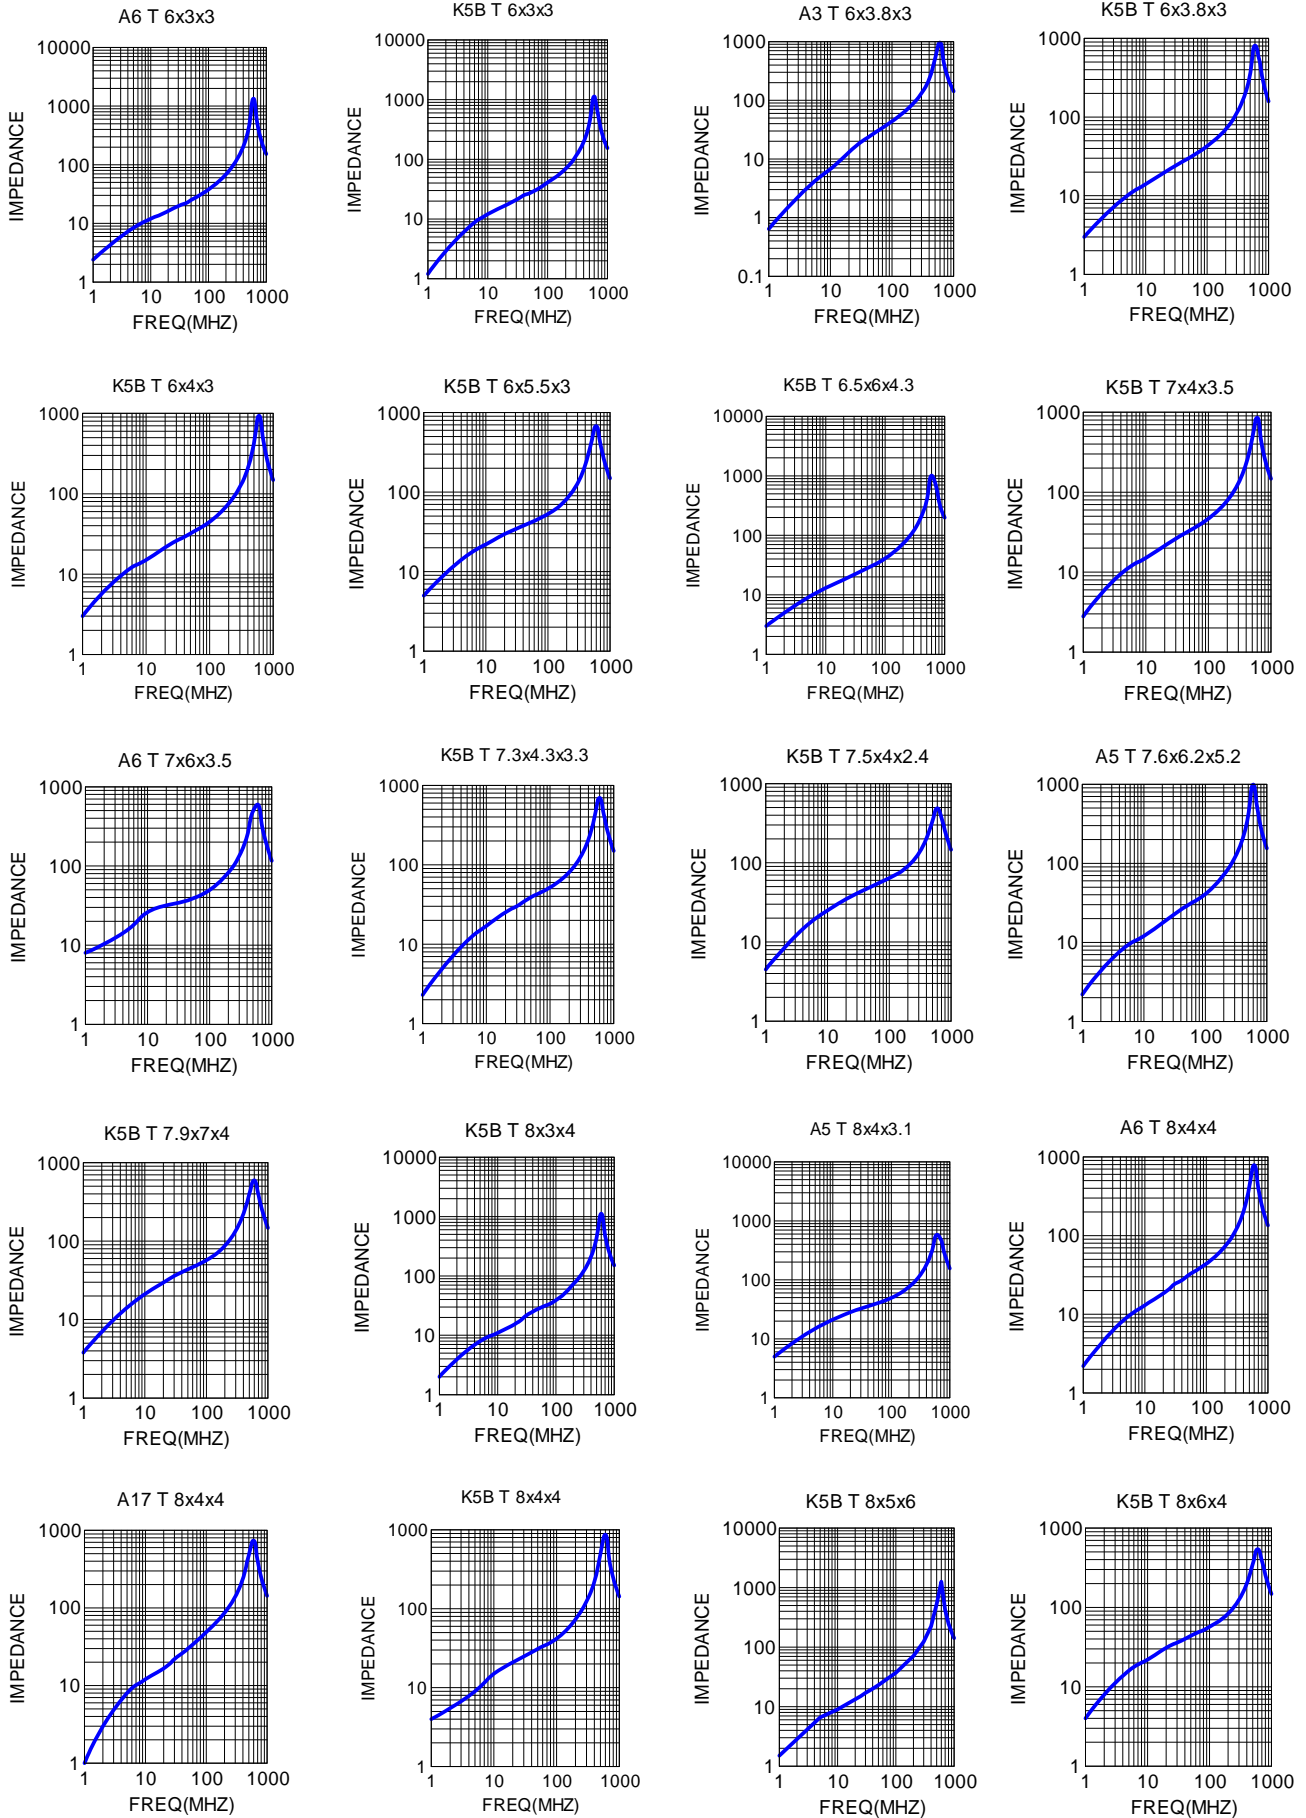 A6 T 6x3x3
IMPEDANCE
10000
1000
100
10
1
1 10 100 1000
FREQ(MHZ)
K5B T 6x3x3
IMPEDANCE
10000
1000
100
10
1
1 10 100 1000
FREQ(MHZ)
A3 T 6x3.8x3
IMPEDANCE
1000
100
10
1
0.1
1 10 100 1000
FREQ(MHZ)
K5B T 6x3.8x3
IMPEDANCE
1000
100
10
1
1 10 100 1000
FREQ(MHZ)
K5B T 6x4x3
IMPEDANCE
1000
100
10
1
1 10 100 1000
FREQ(MHZ)
K5B T 6x5.5x3
IMPEDANCE
1000
100
10
1
1 10 100 1000
FREQ(MHZ)
K5B T 6.5x6x4.3
IMPEDANCE
10000
1000
100
10
1
1 10 100 1000
FREQ(MHZ)
K5B T 7x4x3.5
IMPEDANCE
1000
100
10
1
1 10 100 1000
FREQ(MHZ)
A6 T 7x6x3.5
IMPEDANCE
1000
100
10
1
1 10 100 1000
FREQ(MHZ)
K5B T 7.3x4.3x3.3
IMPEDANCE
1000
100
10
1
1 10 100 1000
FREQ(MHZ)
K5B T 7.5x4x2.4
IMPEDANCE
1000
100
10
1
1 10 100 1000
FREQ(MHZ)
A5 T 7.6x6.2x5.2
IMPEDANCE
1000
100
10
1
1 10 100 1000
FREQ(MHZ)
K5B T 7.9x7x4
IMPEDANCE
1000
100
10
1
1 10 100 1000
FREQ(MHZ)
K5B T 8x3x4
IMPEDANCE
10000
1000
100
10
1
1 10 100 1000
FREQ(MHZ)
A5 T 8x4x3.1
IMPEDANCE
10000
1000
100
10
1
1 10 100 1000
FREQ(MHZ)
A6 T 8x4x4
IMPEDANCE
1000
100
10
1
1 10 100 1000
FREQ(MHZ)
A17 T 8x4x4
IMPEDANCE
1000
100
10
1
1 10 100 1000
FREQ(MHZ)
K5B T 8x4x4
IMPEDANCE
1000
100
10
1
1 10 100 1000
FREQ(MHZ)
K5B T 8x5x6
IMPEDANCE
10000
1000
100
10
1
1 10 100 1000
FREQ(MHZ)
K5B T 8x6x4
IMPEDANCE
1000
100
10
1
1 10 100 1000
FREQ(MHZ)